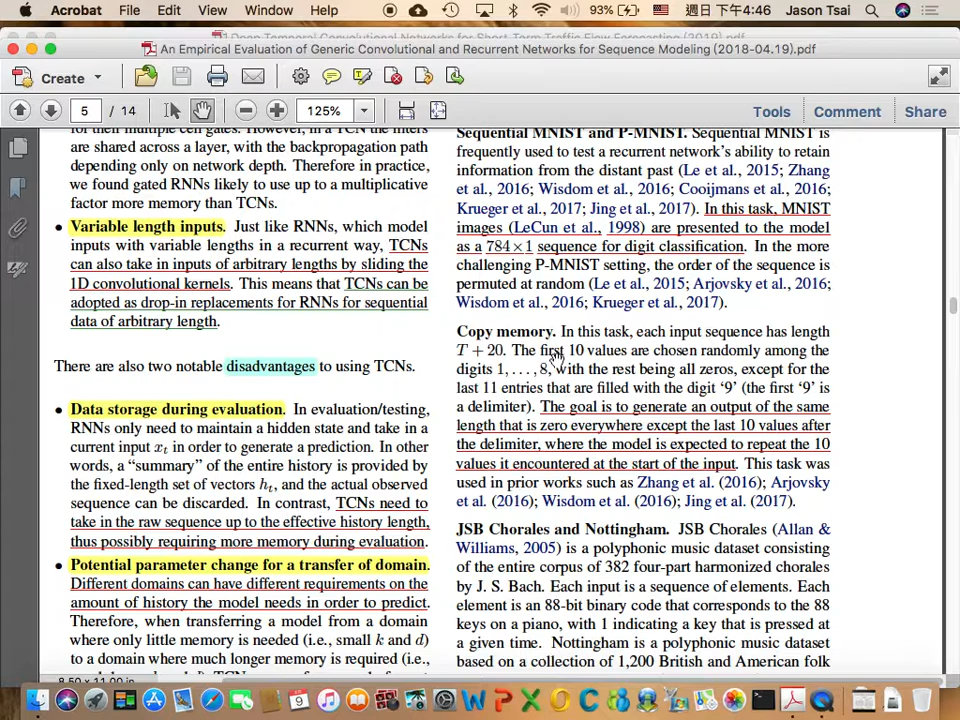 Acrobat File Edit View Window Help 93% 週日 下午4:46 Jason Tsai
An Empirical Evaluation of Generic Convolutional and Recurrent Networks for Sequence Modeling (2018-04.19).pdf
Create
5 / 14 125% Tools Comment Share
for their multiple cell gates. However, in a TCN the filters
are shared across a layer, with the backpropagation path
depending only on network depth. Therefore in practice,
we found gated RNNs likely to use up to a multiplicative
factor more memory than TCNs.
• Variable length inputs. Just like RNNs, which model
inputs with variable lengths in a recurrent way, TCNs
can also take in inputs of arbitrary lengths by sliding the
1D convolutional kernels. This means that TCNs can be
adopted as drop-in replacements for RNNs for sequential
data of arbitrary length.
There are also two notable disadvantages to using TCNs.
• Data storage during evaluation. In evaluation/testing,
RNNs only need to maintain a hidden state and take in a
current input xt in order to generate a prediction. In other
words, a “summary” of the entire history is provided by
the fixed-length set of vectors ht, and the actual observed
sequence can be discarded. In contrast, TCNs need to
take in the raw sequence up to the effective history length,
thus possibly requiring more memory during evaluation.
• Potential parameter change for a transfer of domain.
Different domains can have different requirements on the
amount of history the model needs in order to predict.
Therefore, when transferring a model from a domain
where only little memory is needed (i.e., small k and d)
to a domain where much longer memory is required (i.e.,
Sequential MNIST and P-MNIST. Sequential MNIST is
frequently used to test a recurrent network’s ability to retain
information from the distant past (Le et al., 2015; Zhang
et al., 2016; Wisdom et al., 2016; Cooijmans et al., 2016;
Krueger et al., 2017; Jing et al., 2017). In this task, MNIST
images (LeCun et al., 1998) are presented to the model
as a 784×1 sequence for digit classification. In the more
challenging P-MNIST setting, the order of the sequence is
permuted at random (Le et al., 2015; Arjovsky et al., 2016;
Wisdom et al., 2016; Krueger et al., 2017).
Copy memory. In this task, each input sequence has length
T + 20. The first 10 values are chosen randomly among the
digits 1, . . . , 8, with the rest being all zeros, except for the
last 11 entries that are filled with the digit ‘9’ (the first ‘9’ is
a delimiter). The goal is to generate an output of the same
length that is zero everywhere except the last 10 values after
the delimiter, where the model is expected to repeat the 10
values it encountered at the start of the input. This task was
used in prior works such as Zhang et al. (2016); Arjovsky
et al. (2016); Wisdom et al. (2016); Jing et al. (2017).
JSB Chorales and Nottingham. JSB Chorales (Allan &
Williams, 2005) is a polyphonic music dataset consisting
of the entire corpus of 382 four-part harmonized chorales
by J. S. Bach. Each input is a sequence of elements. Each
element is an 88-bit binary code that corresponds to the 88
keys on a piano, with 1 indicating a key that is pressed at
a given time. Nottingham is a polyphonic music dataset
based on a collection of 1,200 British and American folk
8.50 x 11.00 in